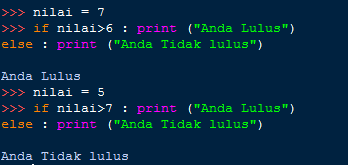 >>> nilai = 7
>>> if nilai>6 : print ("Anda Lulus")
else : print ("Anda Tidak lulus")
Anda Lulus
>>> nilai = 5
>>> if nilai>7 : print ("Anda Lulus")
else : print ("Anda Tidak lulus")
Anda Tidak lulus